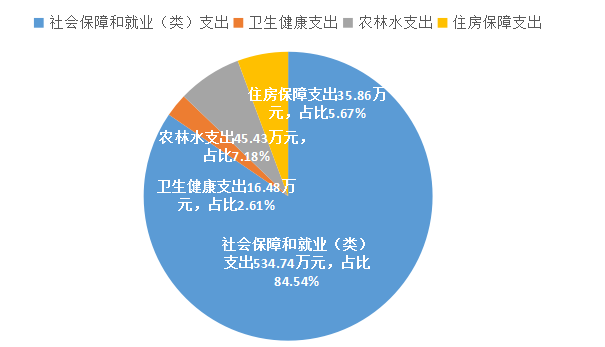 社会保障和就业（类）支出 卫生健康支出 农林水支出 住房保障支出
住房保障支出35.86万
元，占比5.67%
农林水支出45.43万元，
占比7.18%
卫生健康支出16.48万
元，占比2.61%
社会保障和就业（类）
支出534.74万元，占比
84.54%